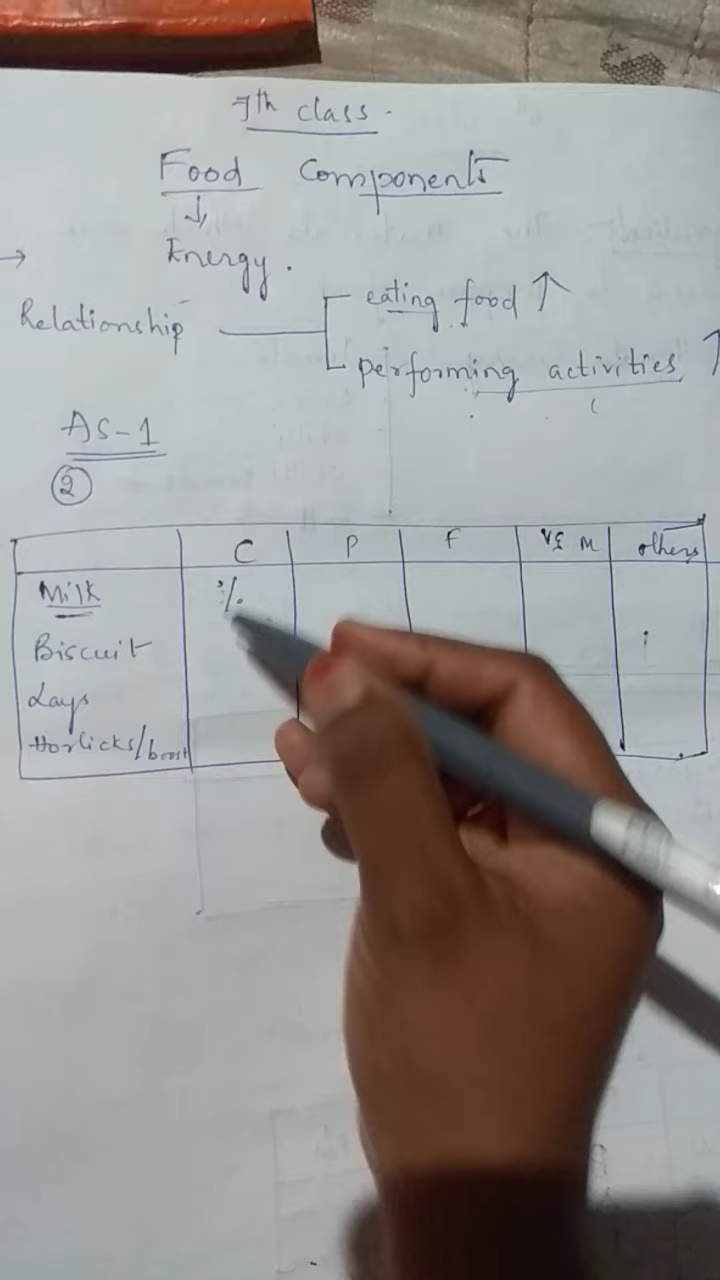 7th class.
Food Components
↓
→ Energy.
Relationship
eating food ↑
performing activities ↑
AS-1
②
C P F V & M others
Milk %
Biscuit
Lays
Horlicks/boost